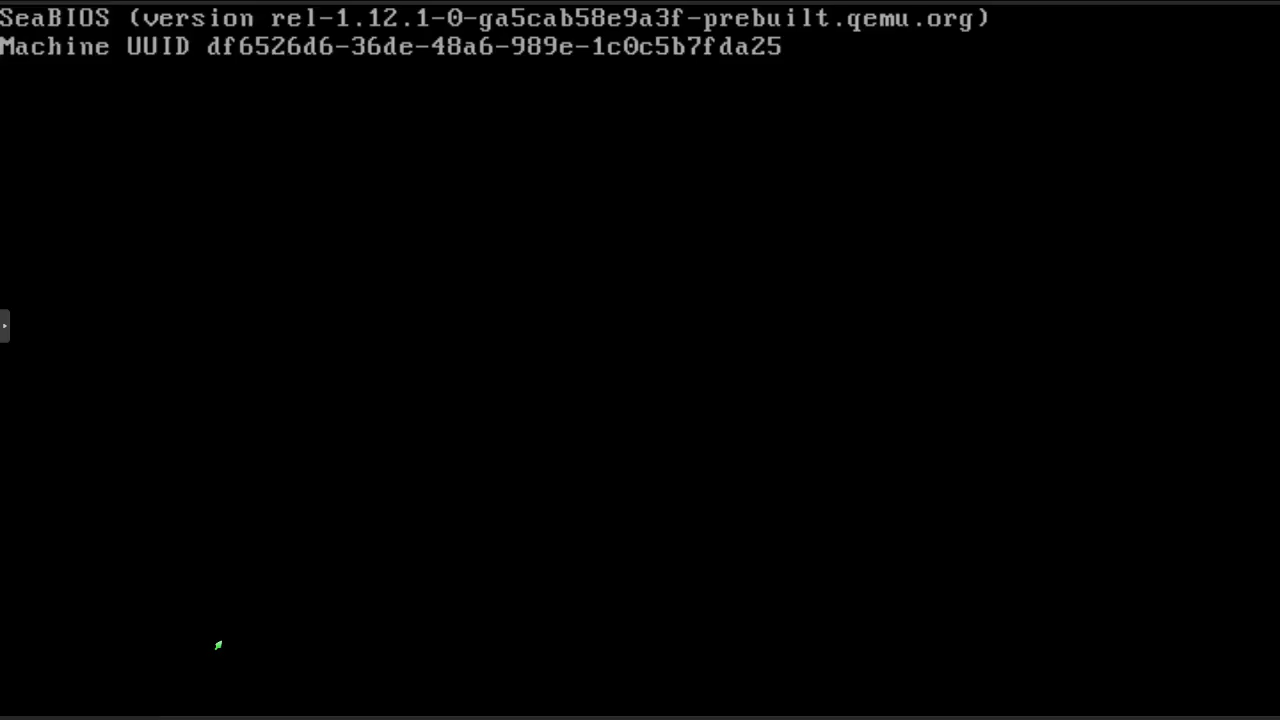 SeaBIOS (version rel-1.12.1-0-ga5cab58e9a3f-prebuilt.qemu.org)
Machine UUID df6526d6-36de-48a6-989e-1c0c5b7fda25